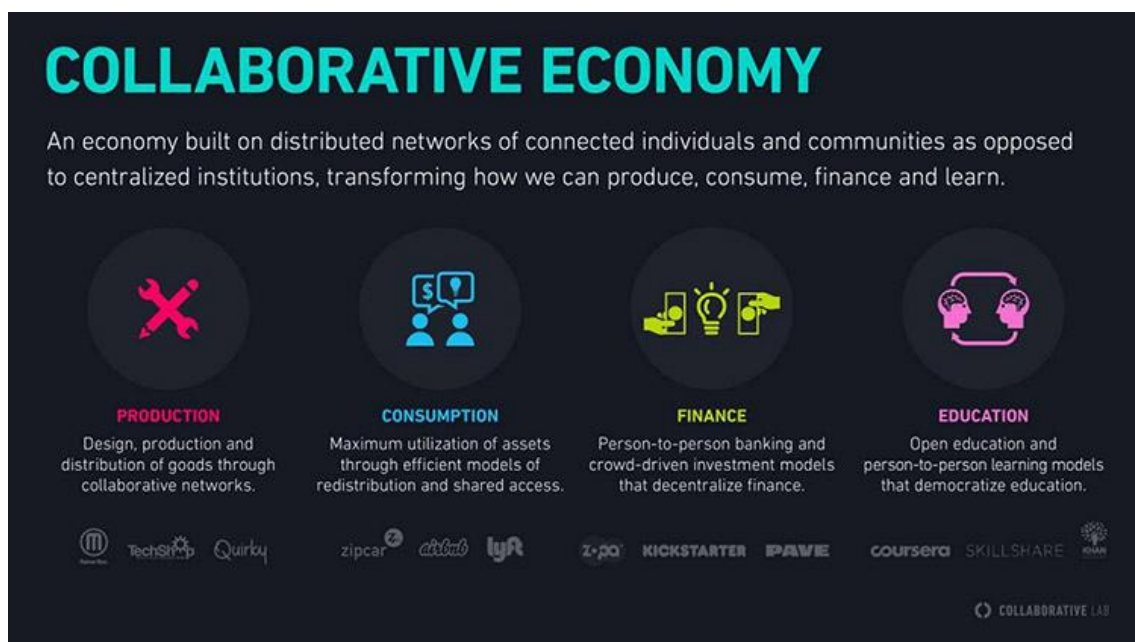 COLLABORATIVE ECONOMY
An economy built on distributed networks of connected individuals and communities as opposed
to centralized institutions, transforming how we can produce, consume, finance and learn.
$
PRODUCTION
Design, production and
distribution of goods through
collaborative networks.
TechShop
Quirky
CONSUMPTION
Maximum utilization of assets
through efficient models of
redistribution and shared access.
zipcar
airbnb
lyft
FINANCE
Person-to-person banking and
crowd-driven investment models
that decentralize finance.
ZOPA
KICKSTARTER
PAVE
EDUCATION
Open education and
person-to-person learning models
that democratize education.
coursera
SKILLSHARE
KHAN
COLLABORATIVE LAB